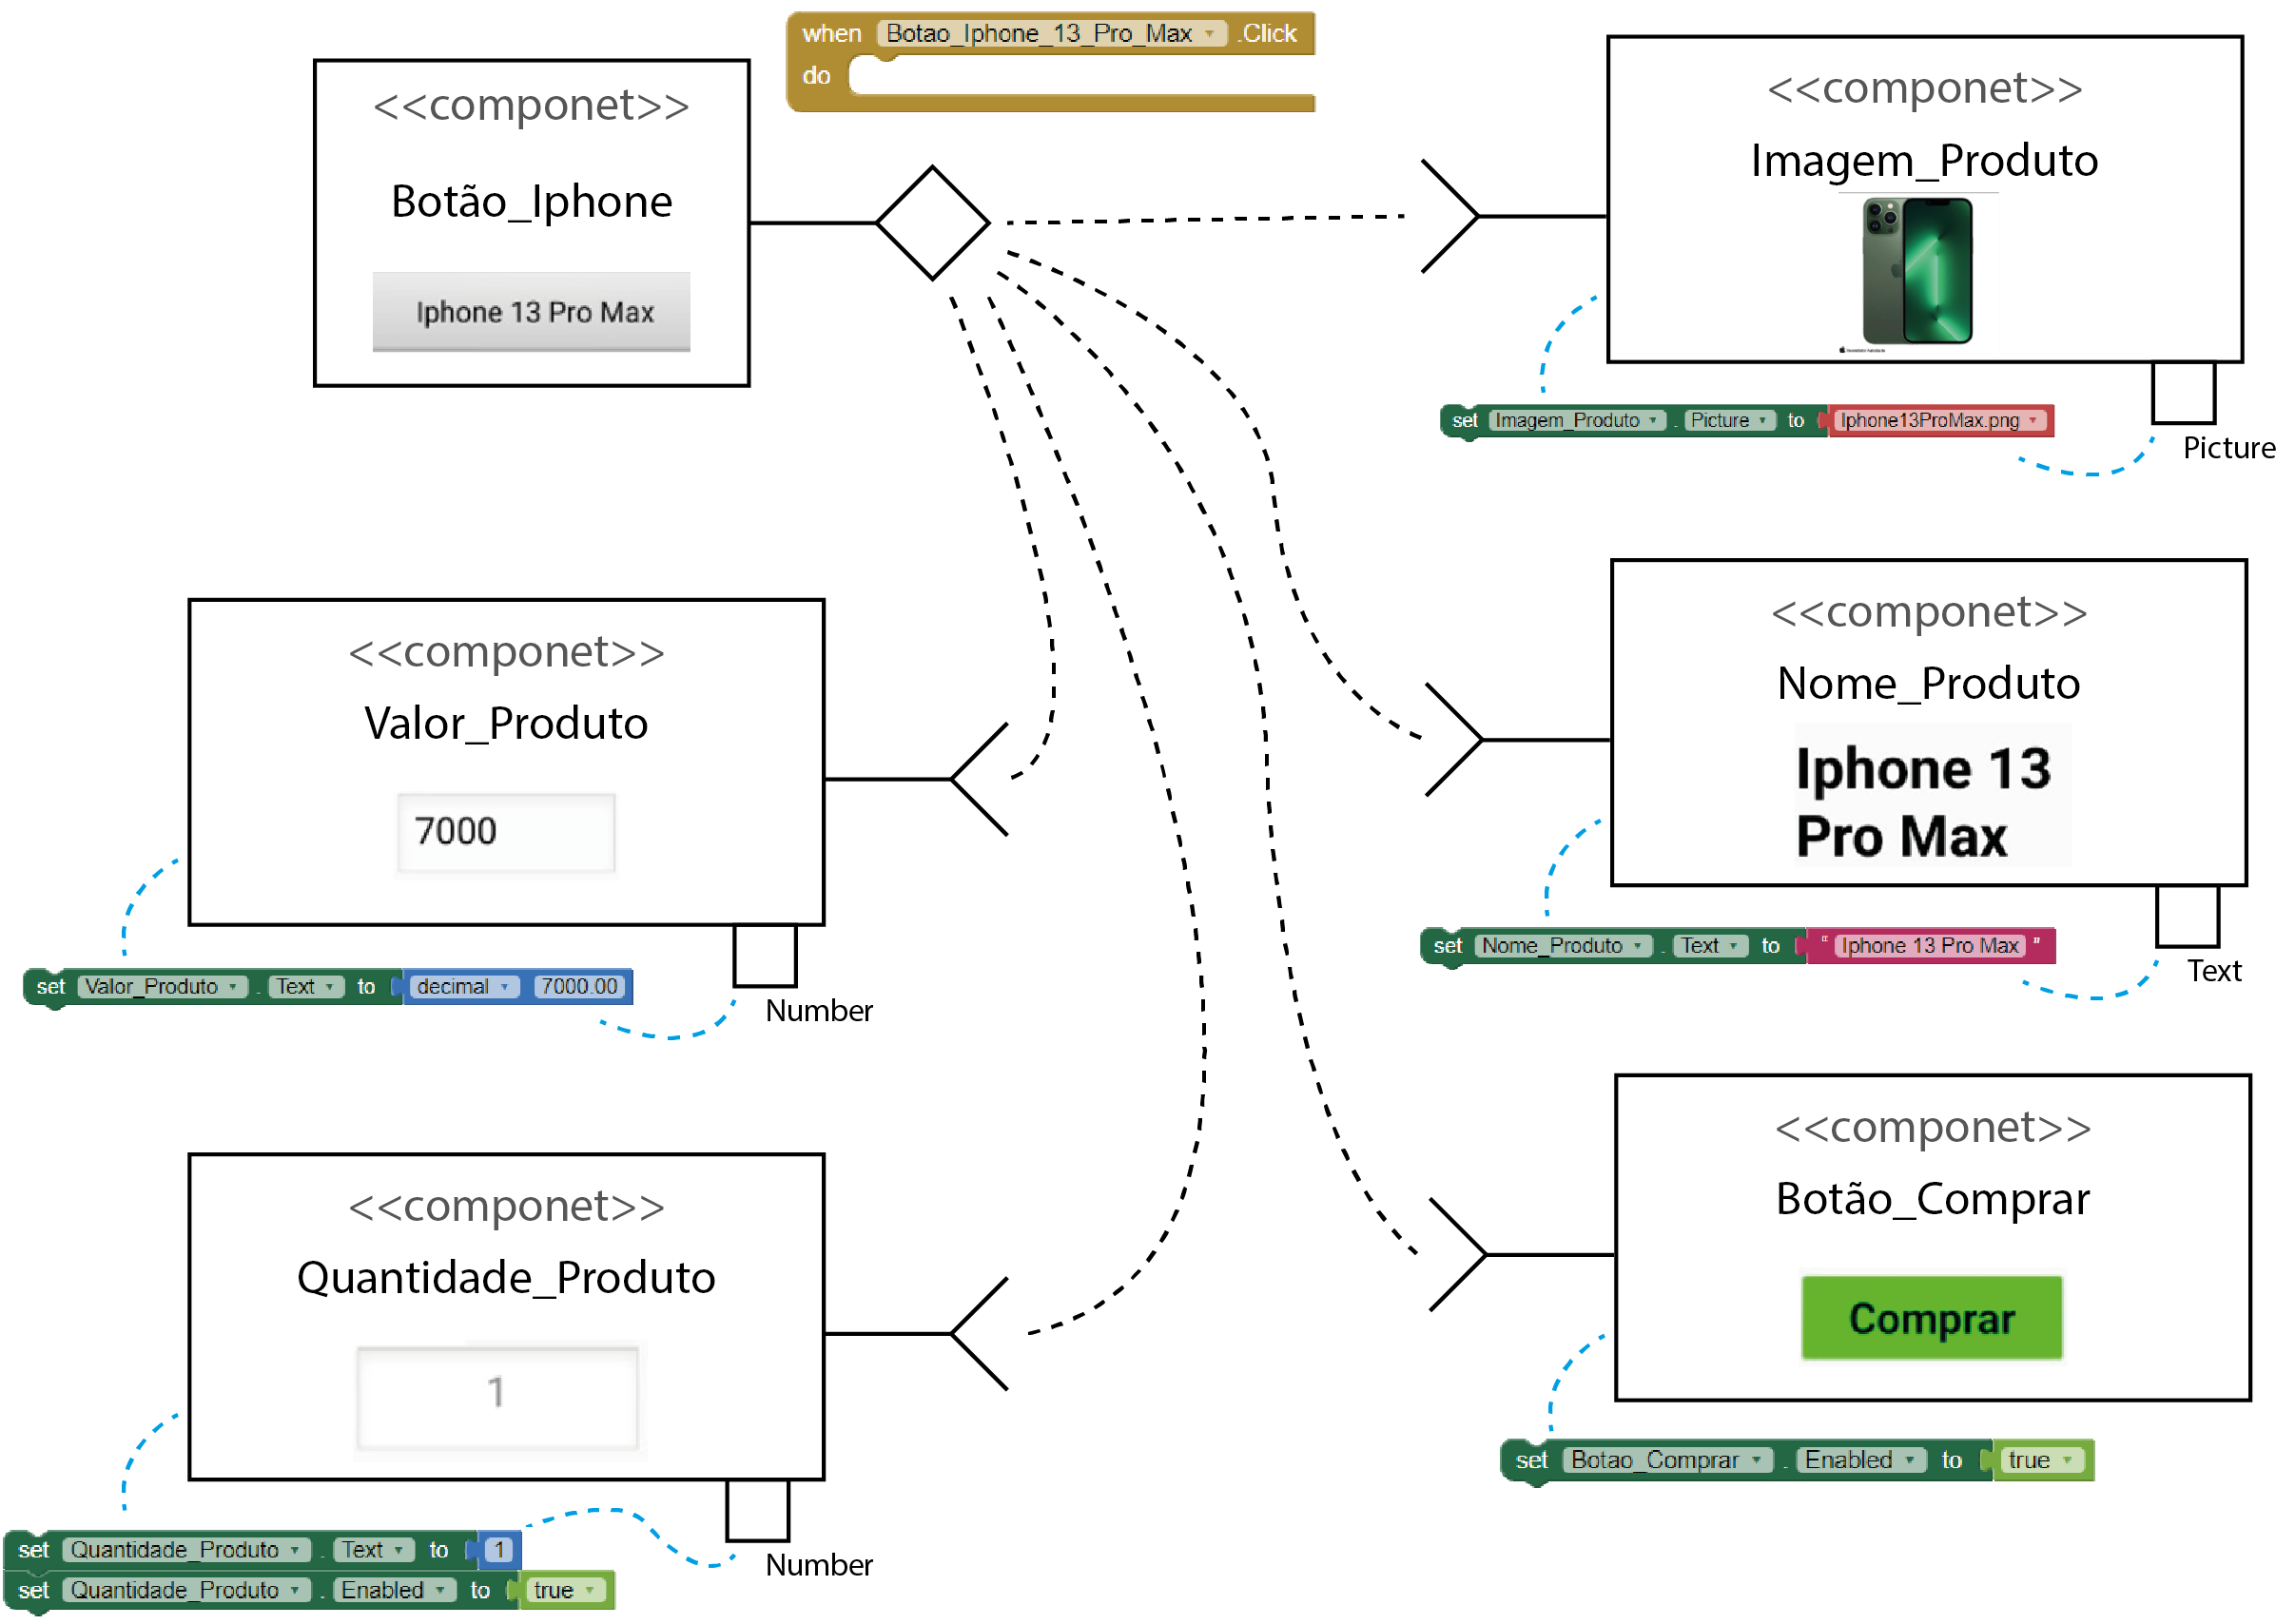 when Botao_Iphone_13_Pro_Max .Click
do
<<componet>>
Botão_Iphone
Iphone 13 Pro Max
<<componet>>
Imagem_Produto
set Imagem_Produto . Picture to Iphone13ProMax.png
Picture
<<componet>>
Valor_Produto
7000
set Valor_Produto . Text to decimal 7000.00
Number
<<componet>>
Nome_Produto
Iphone 13
Pro Max
set Nome_Produto . Text to “ Iphone 13 Pro Max ”
Text
<<componet>>
Quantidade_Produto
1
set Quantidade_Produto . Text to 1
set Quantidade_Produto . Enabled to true
Number
<<componet>>
Botão_Comprar
Comprar
set Botao_Comprar . Enabled to true